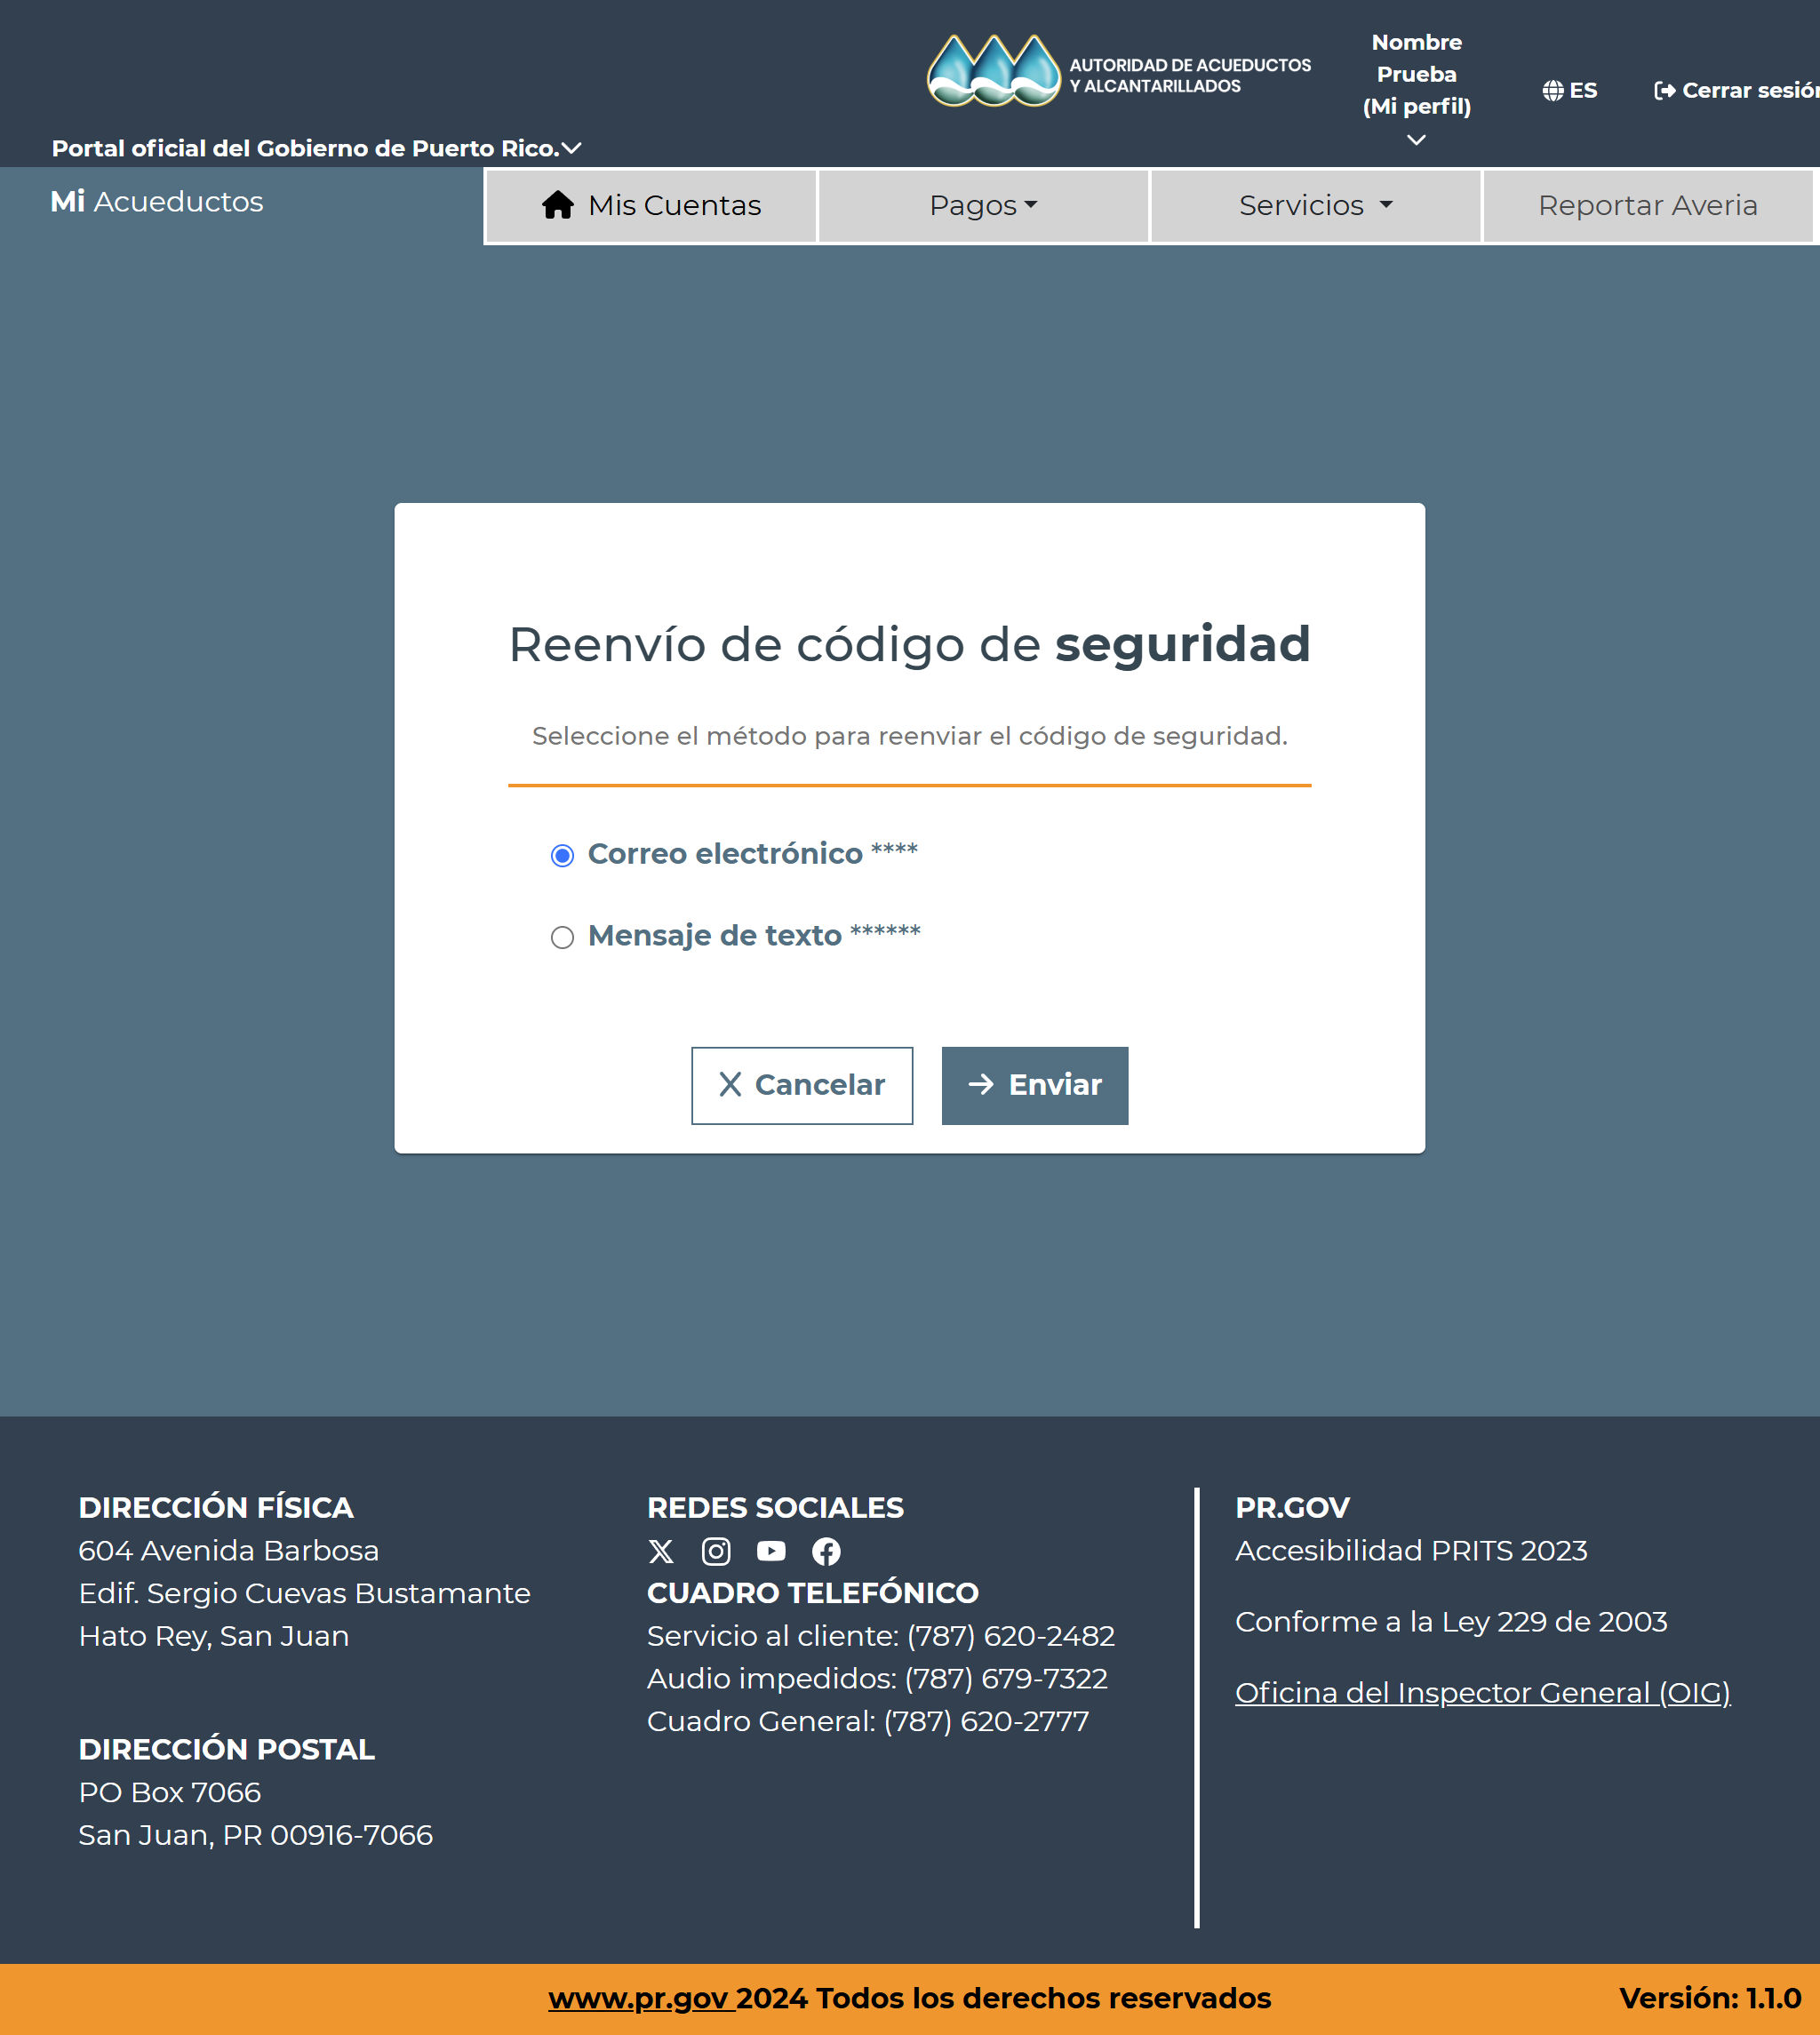 AUTORIDAD DE ACUEDUCTOS
Y ALCANTARILLADOS
Nombre
Prueba
(Mi perfil)
ES
Cerrar sesión
Portal oficial del Gobierno de Puerto Rico.
Mi Acueductos
Mis Cuentas
Pagos
Servicios
Reportar Averia
Reenvío de código de seguridad
Seleccione el método para reenviar el código de seguridad.
Correo electrónico ****
Mensaje de texto ******
Cancelar
Enviar
DIRECCIÓN FÍSICA
604 Avenida Barbosa
Edif. Sergio Cuevas Bustamante
Hato Rey, San Juan
DIRECCIÓN POSTAL
PO Box 7066
San Juan, PR 00916-7066
REDES SOCIALES
CUADRO TELEFÓNICO
Servicio al cliente: (787) 620-2482
Audio impedidos: (787) 679-7322
Cuadro General: (787) 620-2777
PR.GOV
Accesibilidad PRITS 2023
Conforme a la Ley 229 de 2003
Oficina del Inspector General (OIG)
www.pr.gov 2024 Todos los derechos reservados
Versión: 1.1.0